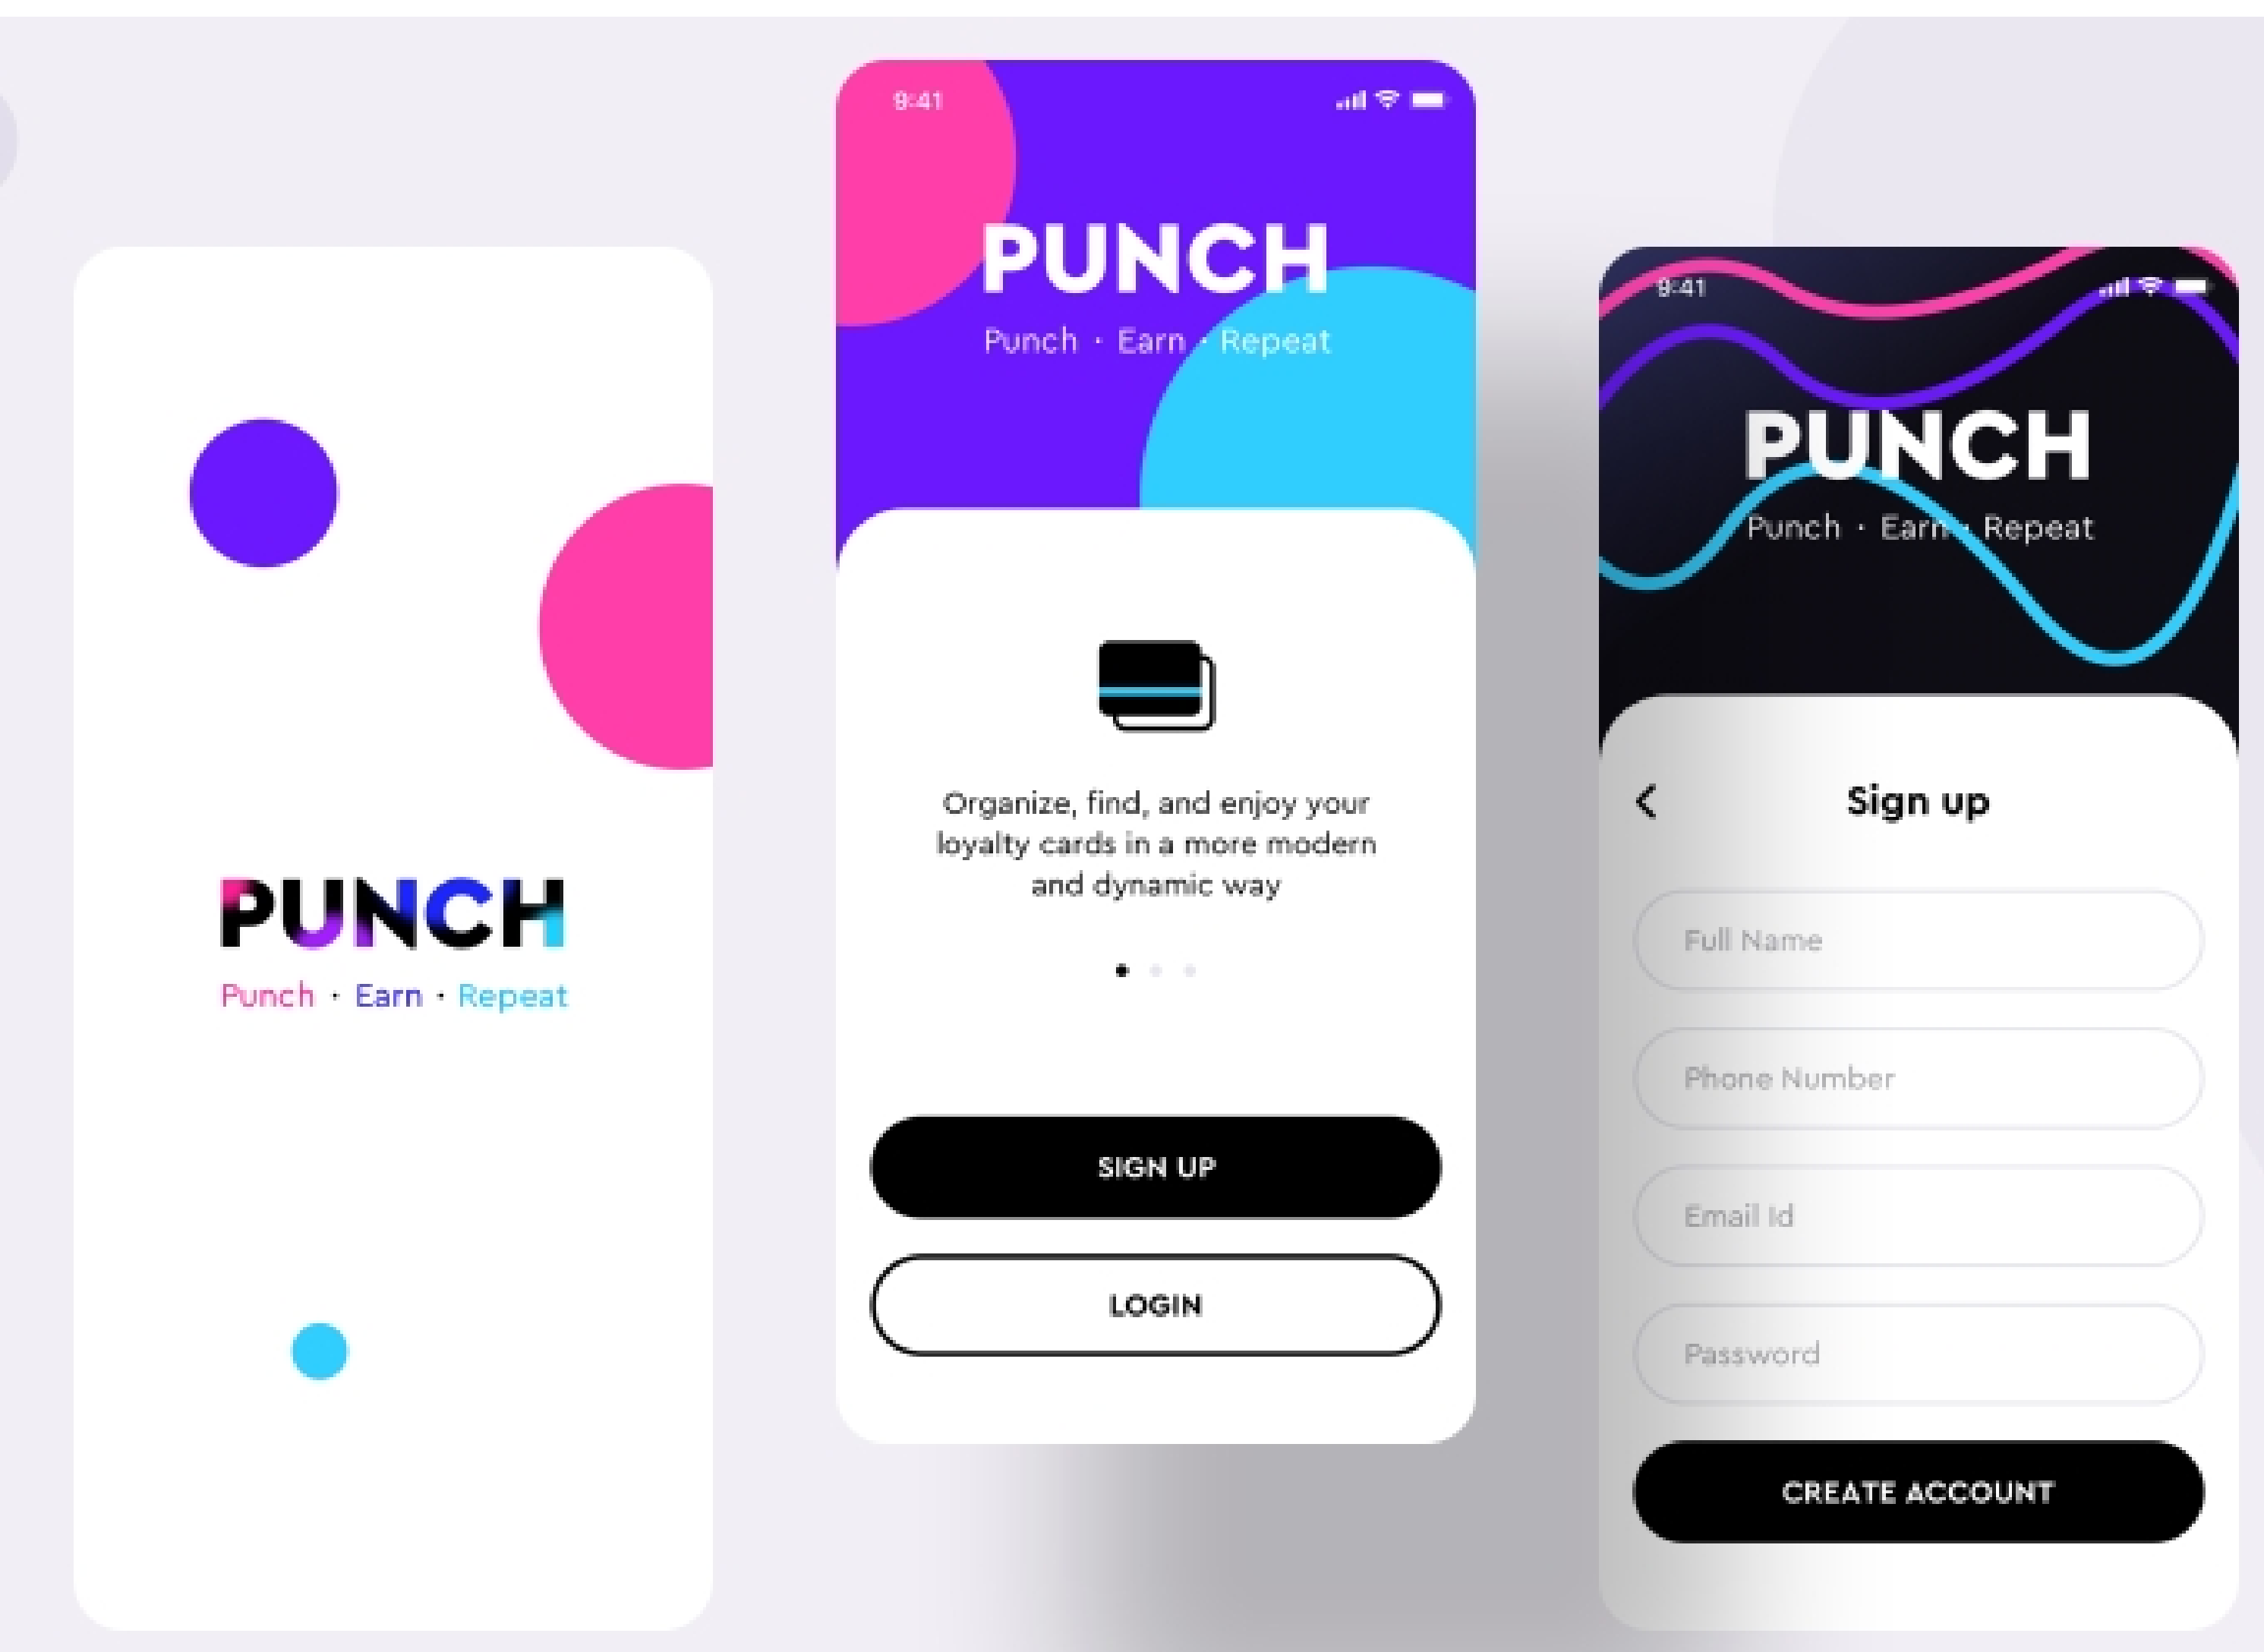 PUNCH
Punch · Earn · Repeat
9:41
PUNCH
Punch · Earn · Repeat
Organize, find, and enjoy your
loyalty cards in a more modern
and dynamic way
SIGN UP
LOGIN
9:41
PUNCH
Punch · Earn · Repeat
Sign up
Full Name
Phone Number
Email Id
Password
CREATE ACCOUNT